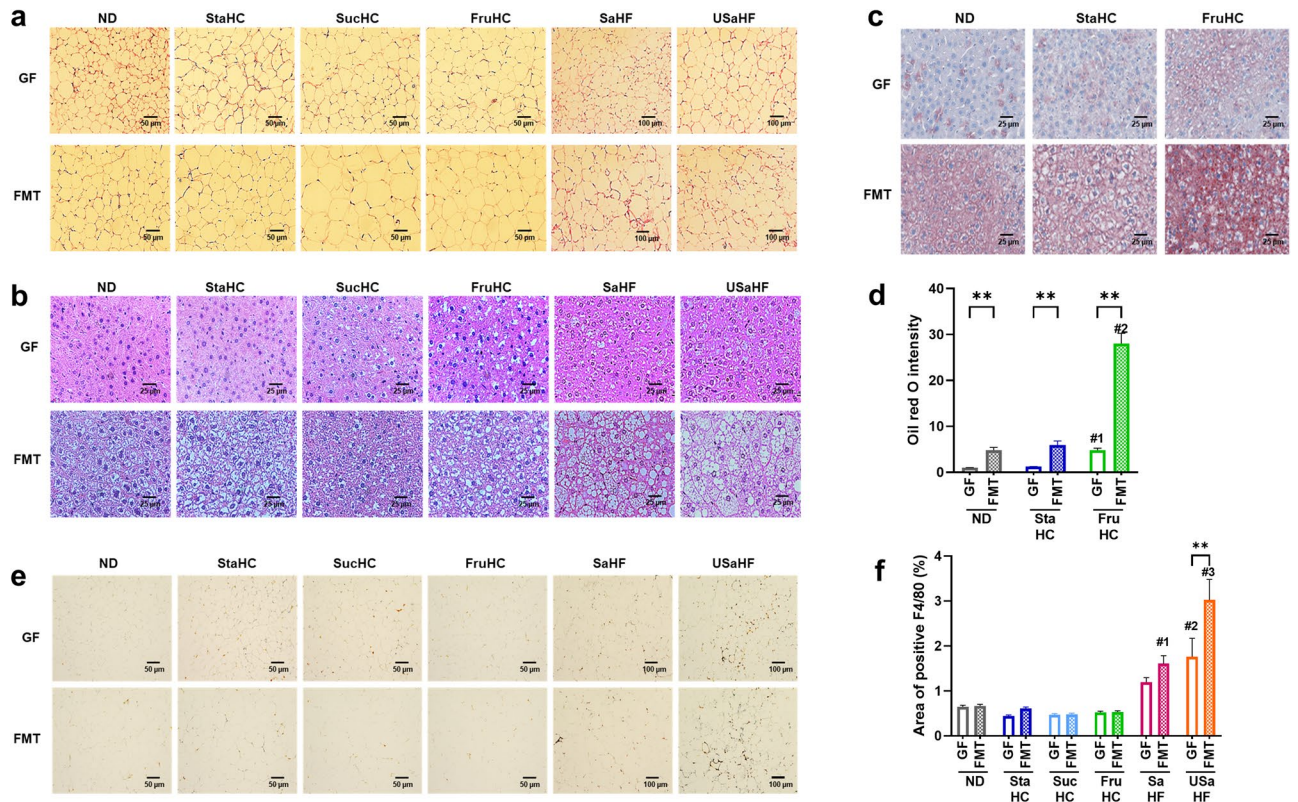 a
ND StaHC SucHC FruHC SaHF USaHF
GF
50 µm 50 µm 50 µm 50 µm 100 µm 100 µm
FMT
50 µm 50 µm 50 µm 50 µm 100 µm 100 µm
b
ND StaHC SucHC FruHC SaHF USaHF
GF
25 µm 25 µm 25 µm 25 µm 25 µm 25 µm
FMT
25 µm 25 µm 25 µm 25 µm 25 µm 25 µm
c
ND StaHC FruHC
GF
25 µm 25 µm 25 µm
FMT
25 µm 25 µm 25 µm
d
Oil red O intensity
40
30
20
10
0
** ** **
#1 #2
GF FMT GF FMT GF FMT
ND Sta Fru
HC HC
e
ND StaHC SucHC FruHC SaHF USaHF
GF
50 µm 50 µm 50 µm 50 µm 100 µm 100 µm
FMT
50 µm 50 µm 50 µm 50 µm 100 µm 100 µm
f
Area of positive F4/80 (%)
4
3
2
1
0
**
#1 #2 #3
GF FMT GF FMT GF FMT GF FMT GF FMT GF FMT
ND Sta Suc Fru Sa USa
HC HC HC HF HF